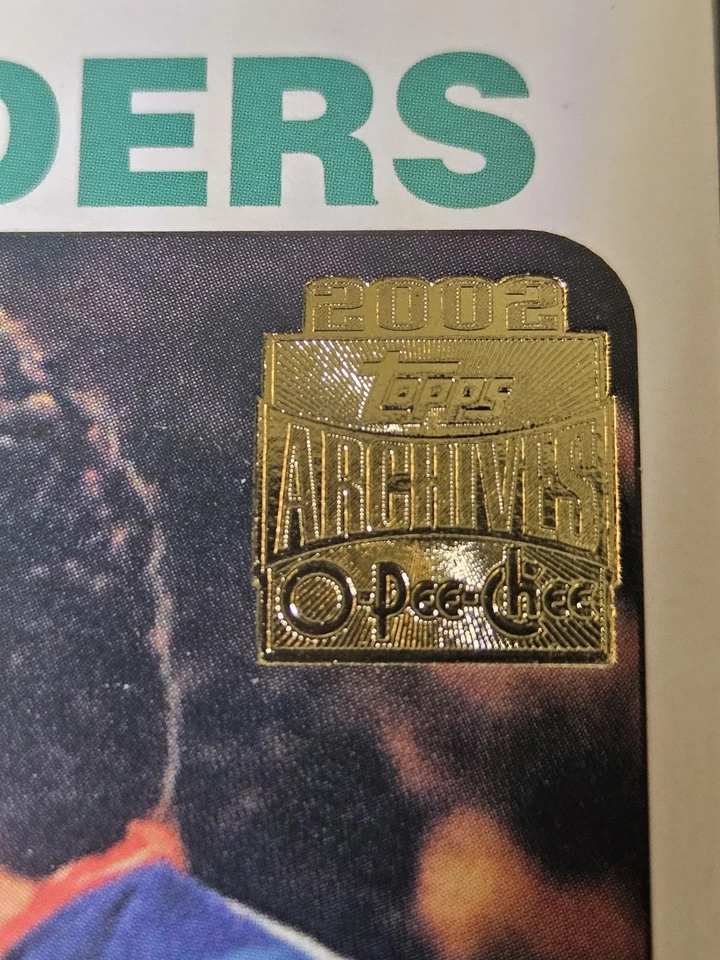 DERS
2002
Topps
ARCHIVES
O-Pee-Chee